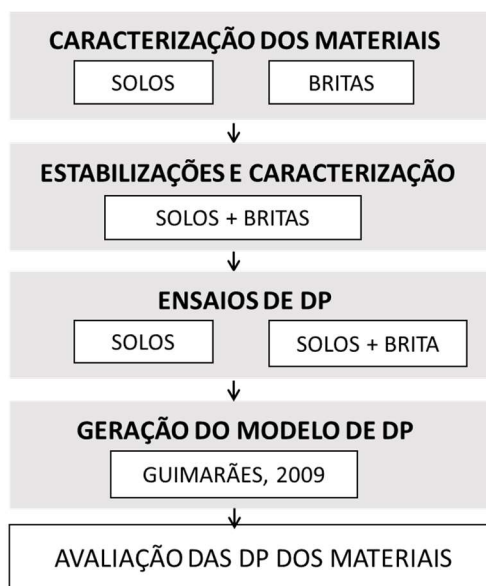 CARACTERIZAÇÃO DOS MATERIAIS
SOLOS BRITAS
ESTABILIZAÇÕES E CARACTERIZAÇÃO
SOLOS + BRITAS
ENSAIOS DE DP
SOLOS SOLOS + BRITA
GERAÇÃO DO MODELO DE DP
GUIMARÃES, 2009
AVALIAÇÃO DAS DP DOS MATERIAIS